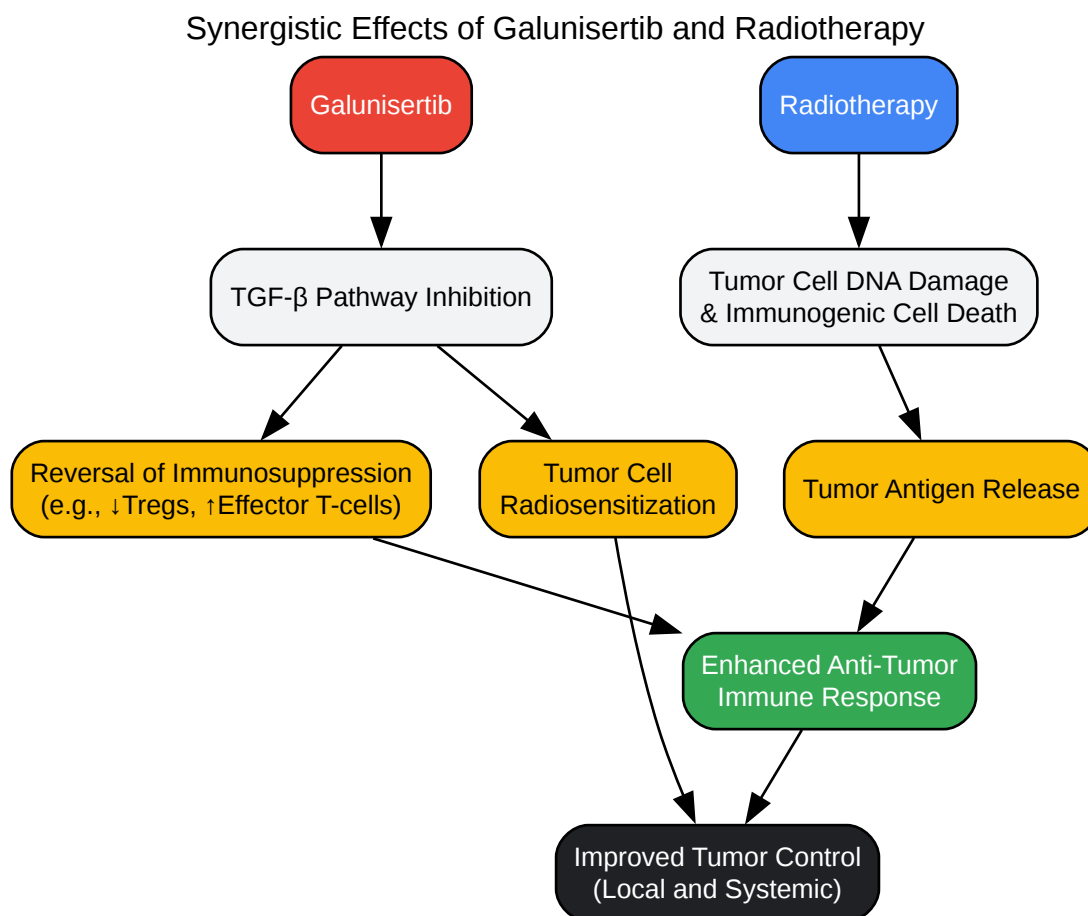 Synergistic Effects of Galunisertib and Radiotherapy
Galunisertib
Radiotherapy
TGF-β Pathway Inhibition
Tumor Cell DNA Damage
& Immunogenic Cell Death
Reversal of Immunosuppression
(e.g., ↓Tregs, ↑Effector T-cells)
Tumor Cell
Radiosensitization
Tumor Antigen Release
Enhanced Anti-Tumor
Immune Response
Improved Tumor Control
(Local and Systemic)